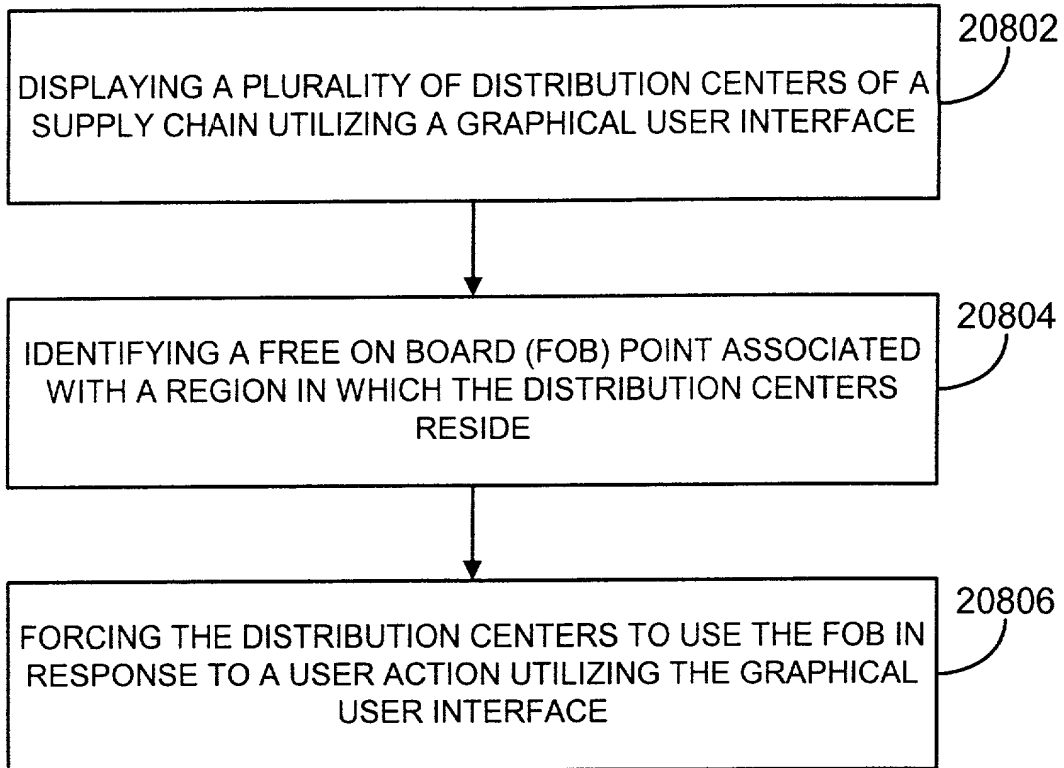 20802
DISPLAYING A PLURALITY OF DISTRIBUTION CENTERS OF A
SUPPLY CHAIN UTILIZING A GRAPHICAL USER INTERFACE
20804
IDENTIFYING A FREE ON BOARD (FOB) POINT ASSOCIATED
WITH A REGION IN WHICH THE DISTRIBUTION CENTERS
RESIDE
20806
FORCING THE DISTRIBUTION CENTERS TO USE THE FOB IN
RESPONSE TO A USER ACTION UTILIZING THE GRAPHICAL
USER INTERFACE